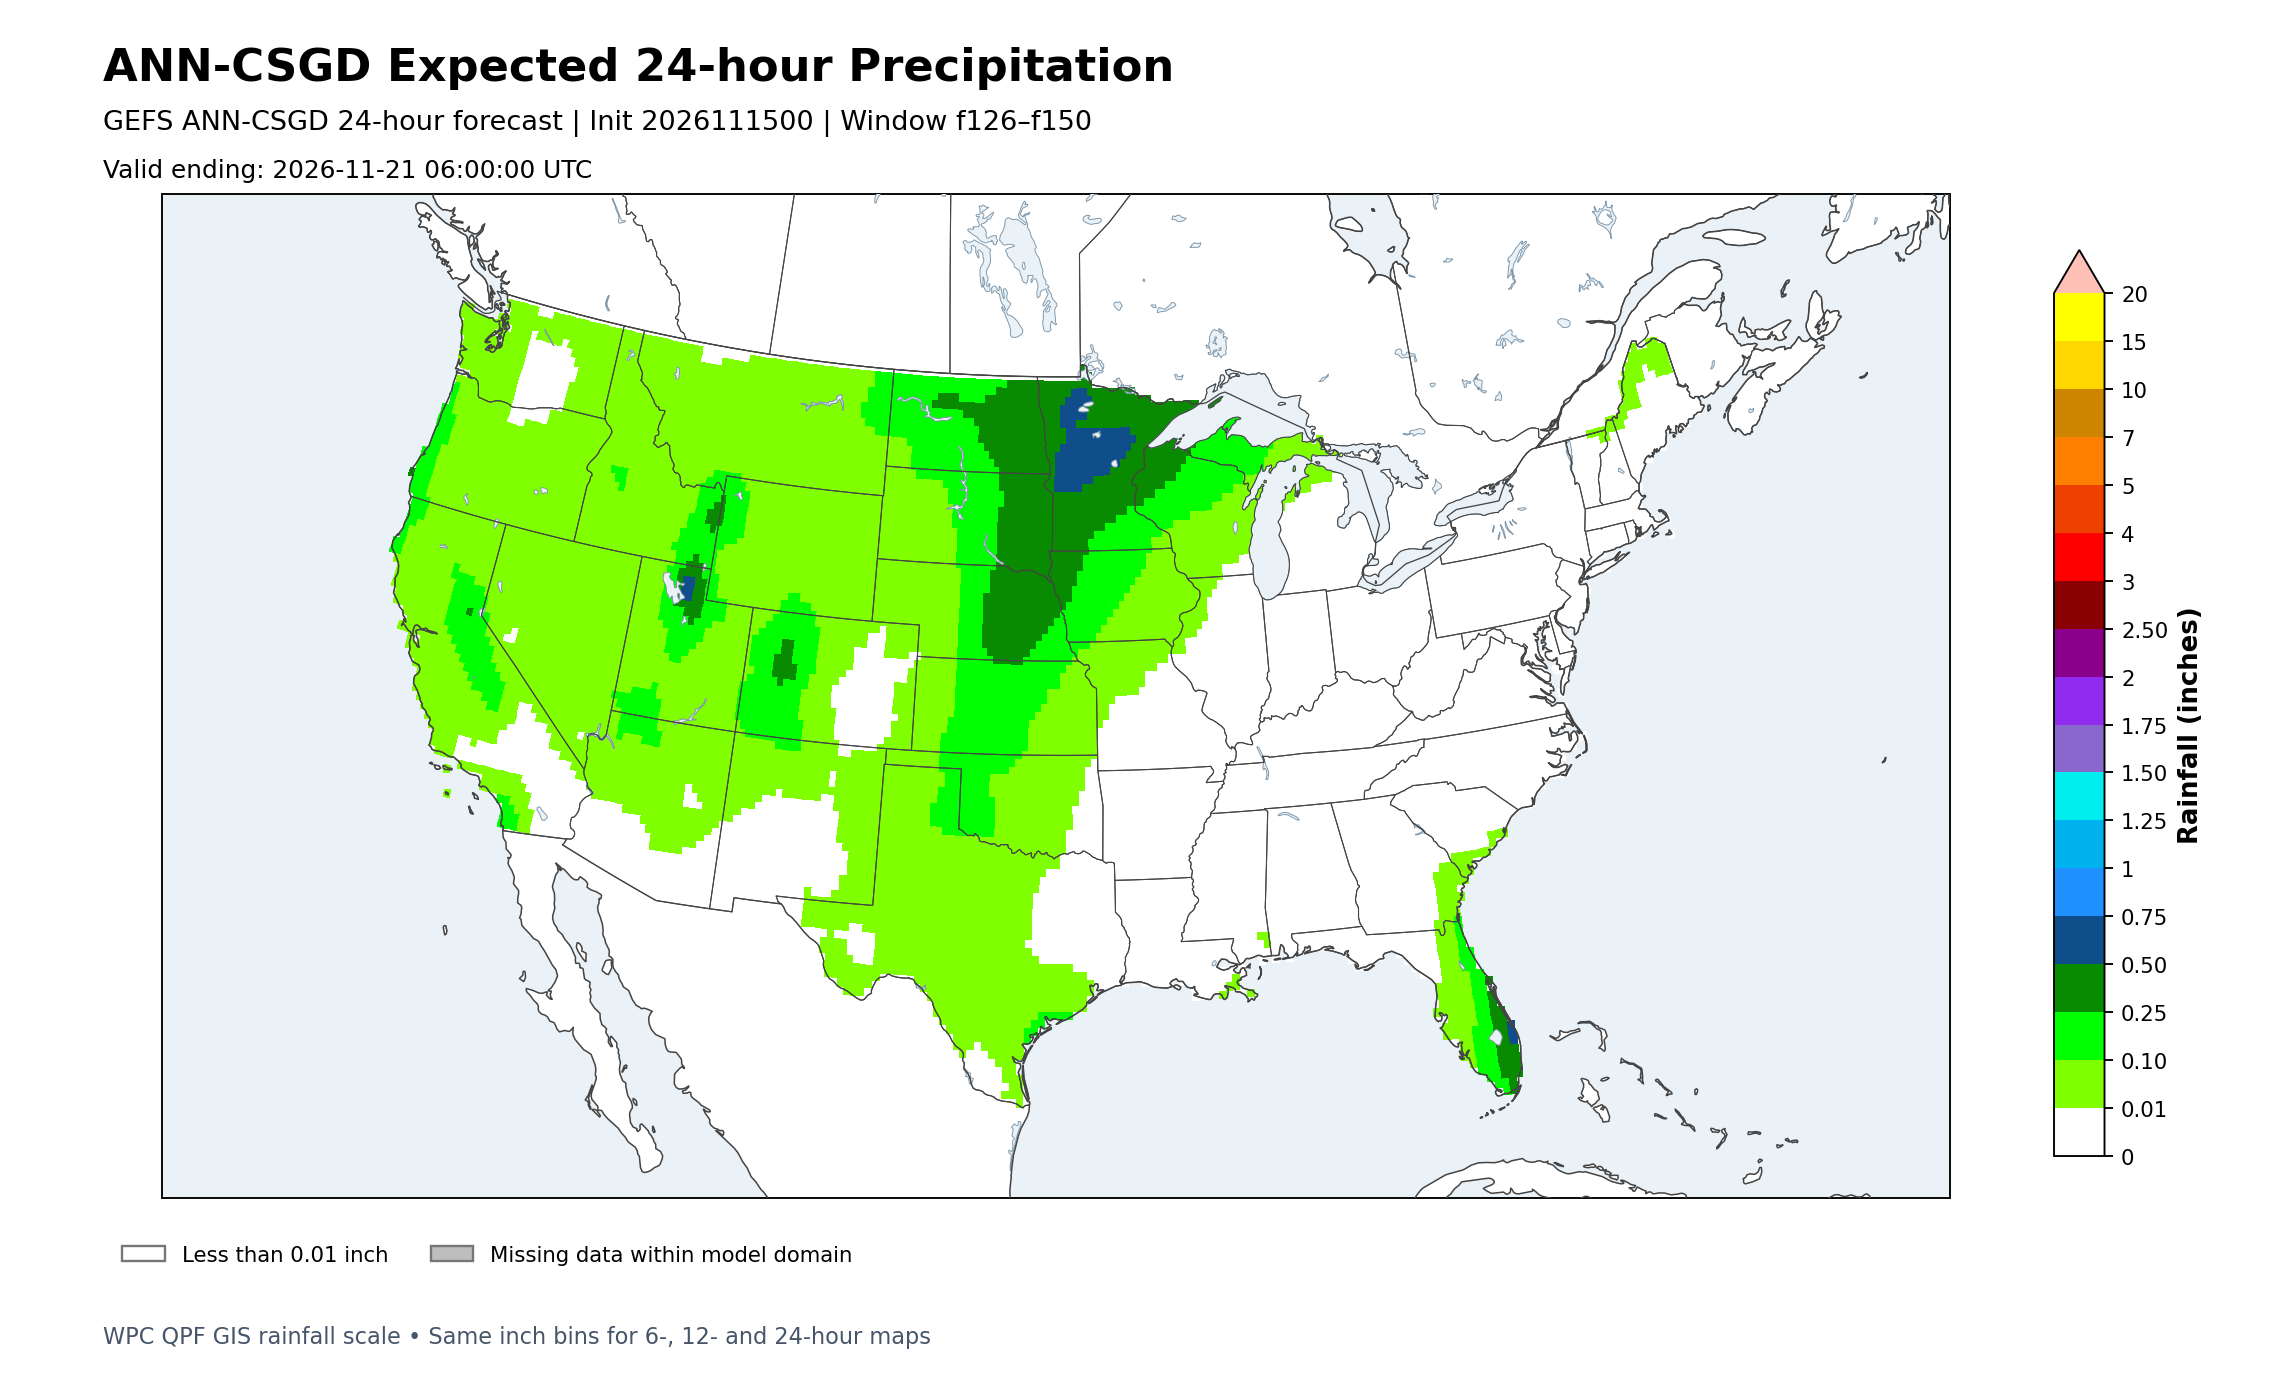 ANN-CSGD Expected 24-hour Precipitation
GEFS ANN-CSGD 24-hour forecast | Init 2026111500 | Window f126–f150
Valid ending: 2026-11-21 06:00:00 UTC
20
15
10
7
5
4
3
2.50
2
1.75
1.50
1.25
1
0.75
0.50
0.25
0.10
0.01
0
Rainfall (inches)
Less than 0.01 inch
Missing data within model domain
WPC QPF GIS rainfall scale • Same inch bins for 6-, 12- and 24-hour maps